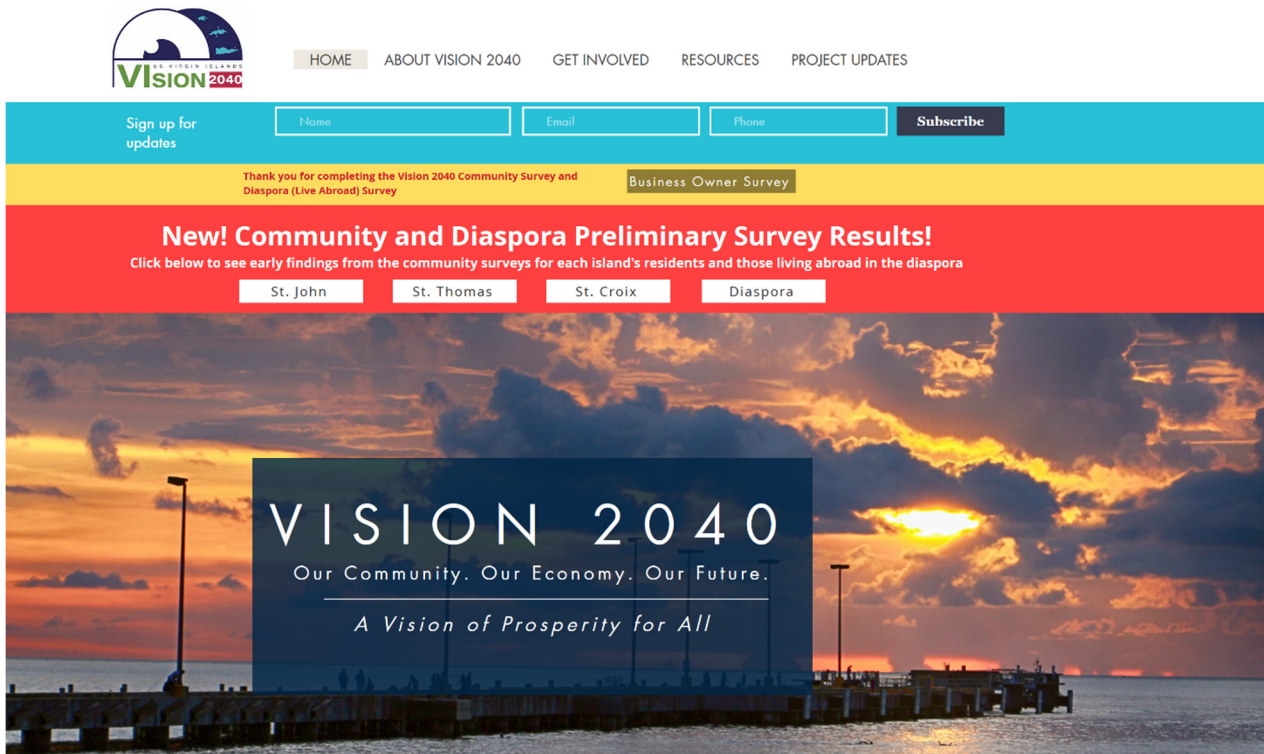 US VIRGIN ISLANDS
VISION 2040
HOME
ABOUT VISION 2040
GET INVOLVED
RESOURCES
PROJECT UPDATES
Sign up for
updates
Name
Email
Phone
Subscribe
Thank you for completing the Vision 2040 Community Survey and
Diaspora (Live Abroad) Survey
Business Owner Survey
New! Community and Diaspora Preliminary Survey Results!
Click below to see early findings from the community surveys for each island's residents and those living abroad in the diaspora
St. John
St. Thomas
St. Croix
Diaspora
VISION 2040
Our Community. Our Economy. Our Future.
A Vision of Prosperity for All